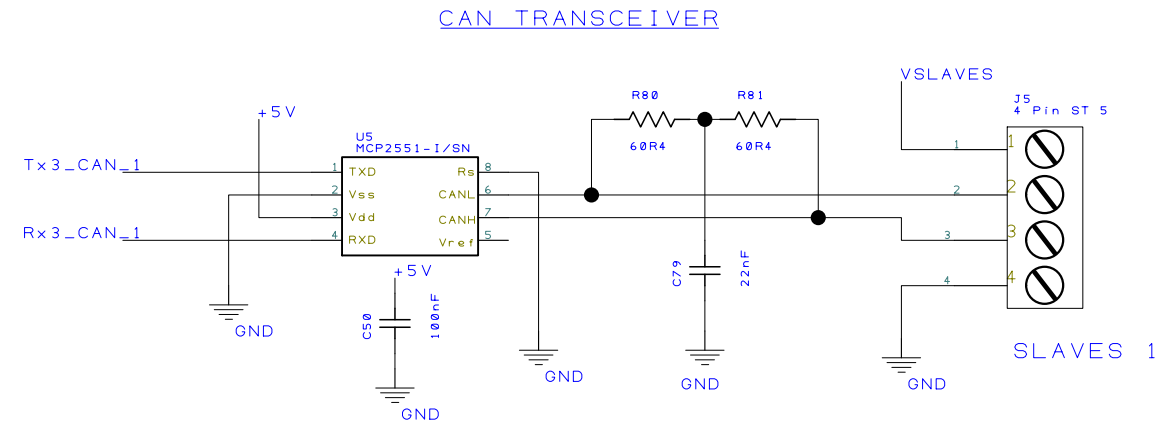 CAN TRANSCEIVER
VSLAVES
R80
R81
J5
4 Pin ST 5
+5V
60R4
60R4
U5
MCP2551-I/SN
Tx3_CAN_1
1
TXD
Rs
8
1
1
2
Vss
CANL
6
2
2
3
Vdd
CANH
7
Rx3_CAN_1
4
RXD
Vref
5
3
3
+5V
C79
22nF
4
4
C50
100nF
GND
SLAVES 1
GND
GND
GND
GND